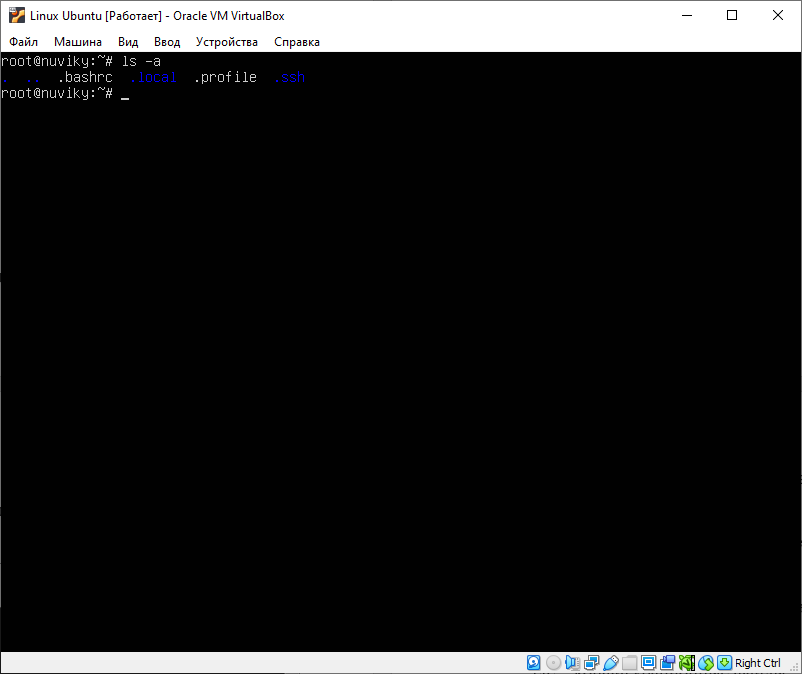 Linux Ubuntu [Работает] - Oracle VM VirtualBox
Файл Машина Вид Ввод Устройства Справка
root@nuviky:~# ls -a
. .. .bashrc .local .profile .ssh
root@nuviky:~# _
Right Ctrl